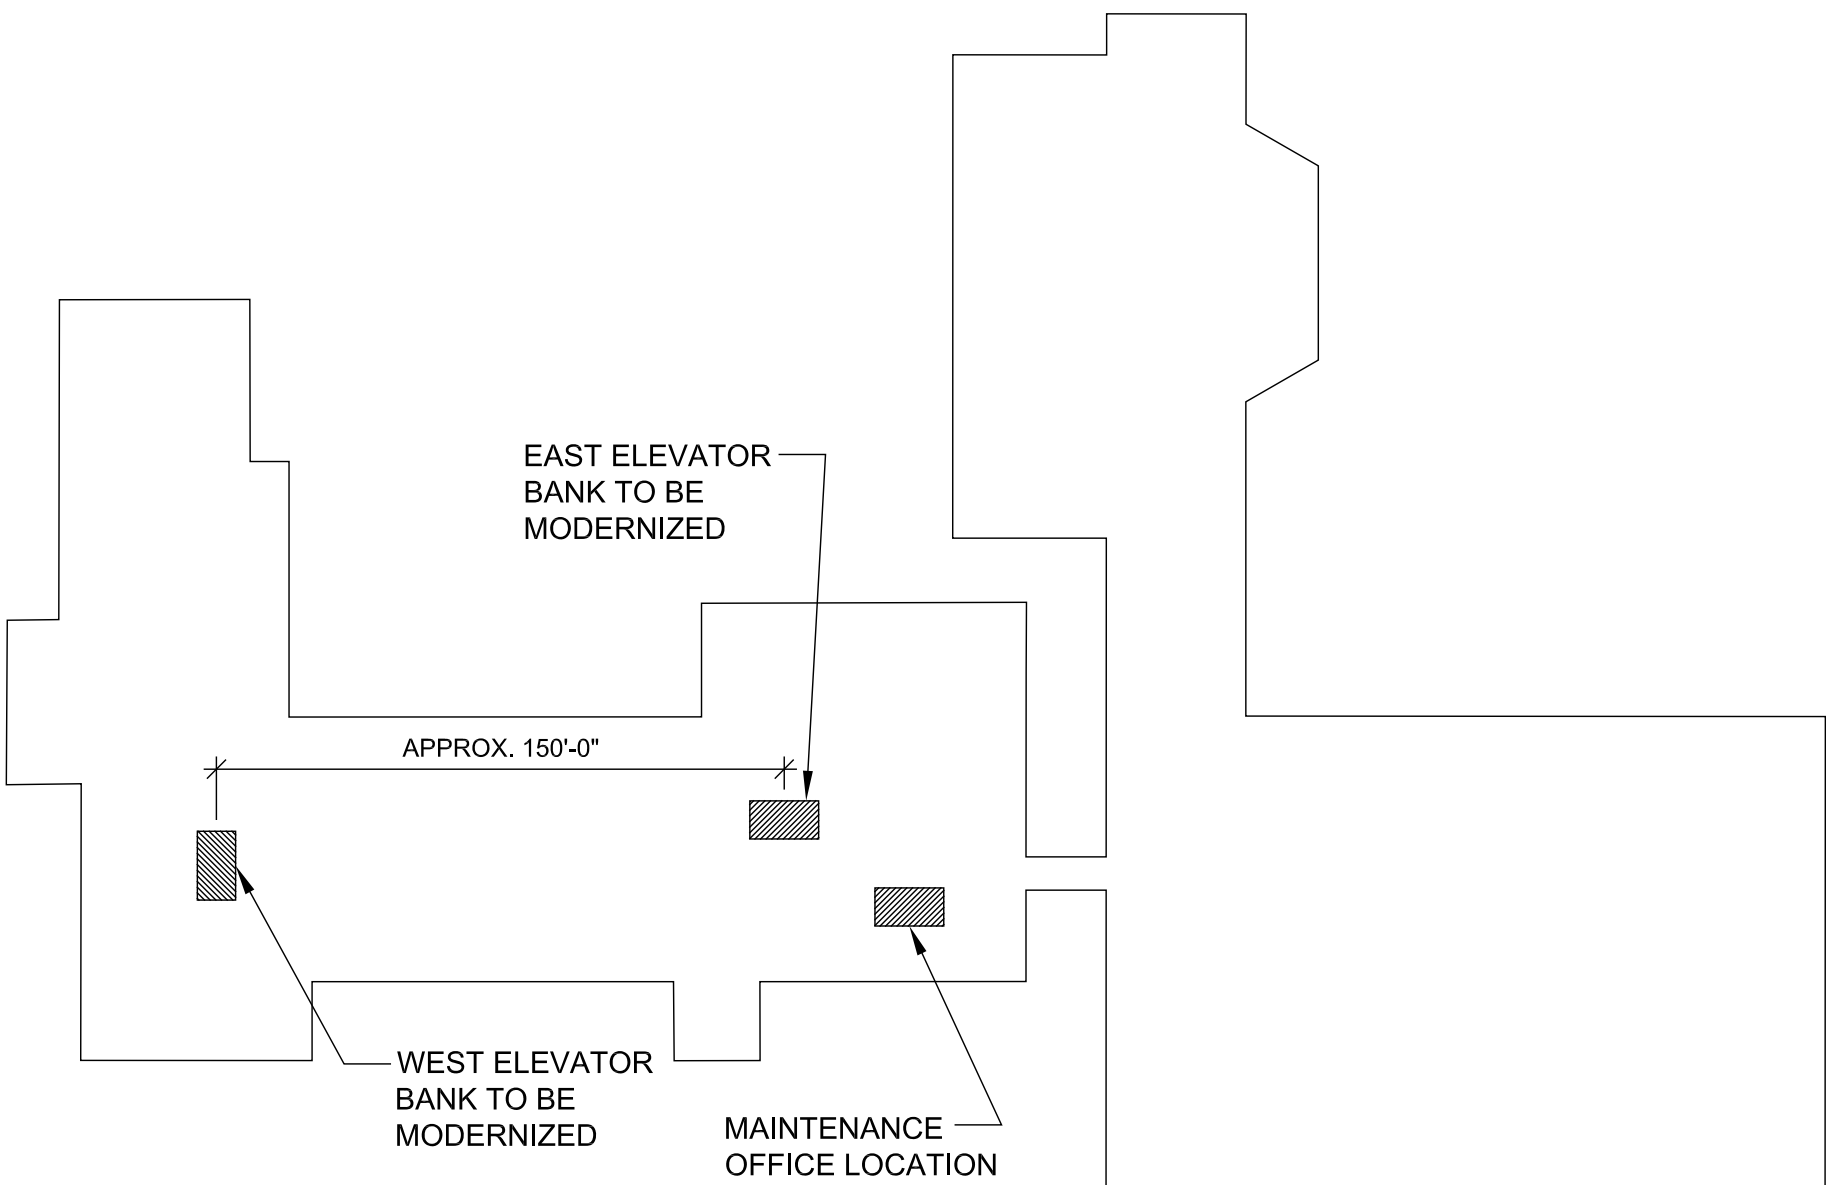 EAST ELEVATOR
BANK TO BE
MODERNIZED
APPROX. 150'-0"
WEST ELEVATOR
BANK TO BE
MODERNIZED
MAINTENANCE
OFFICE LOCATION